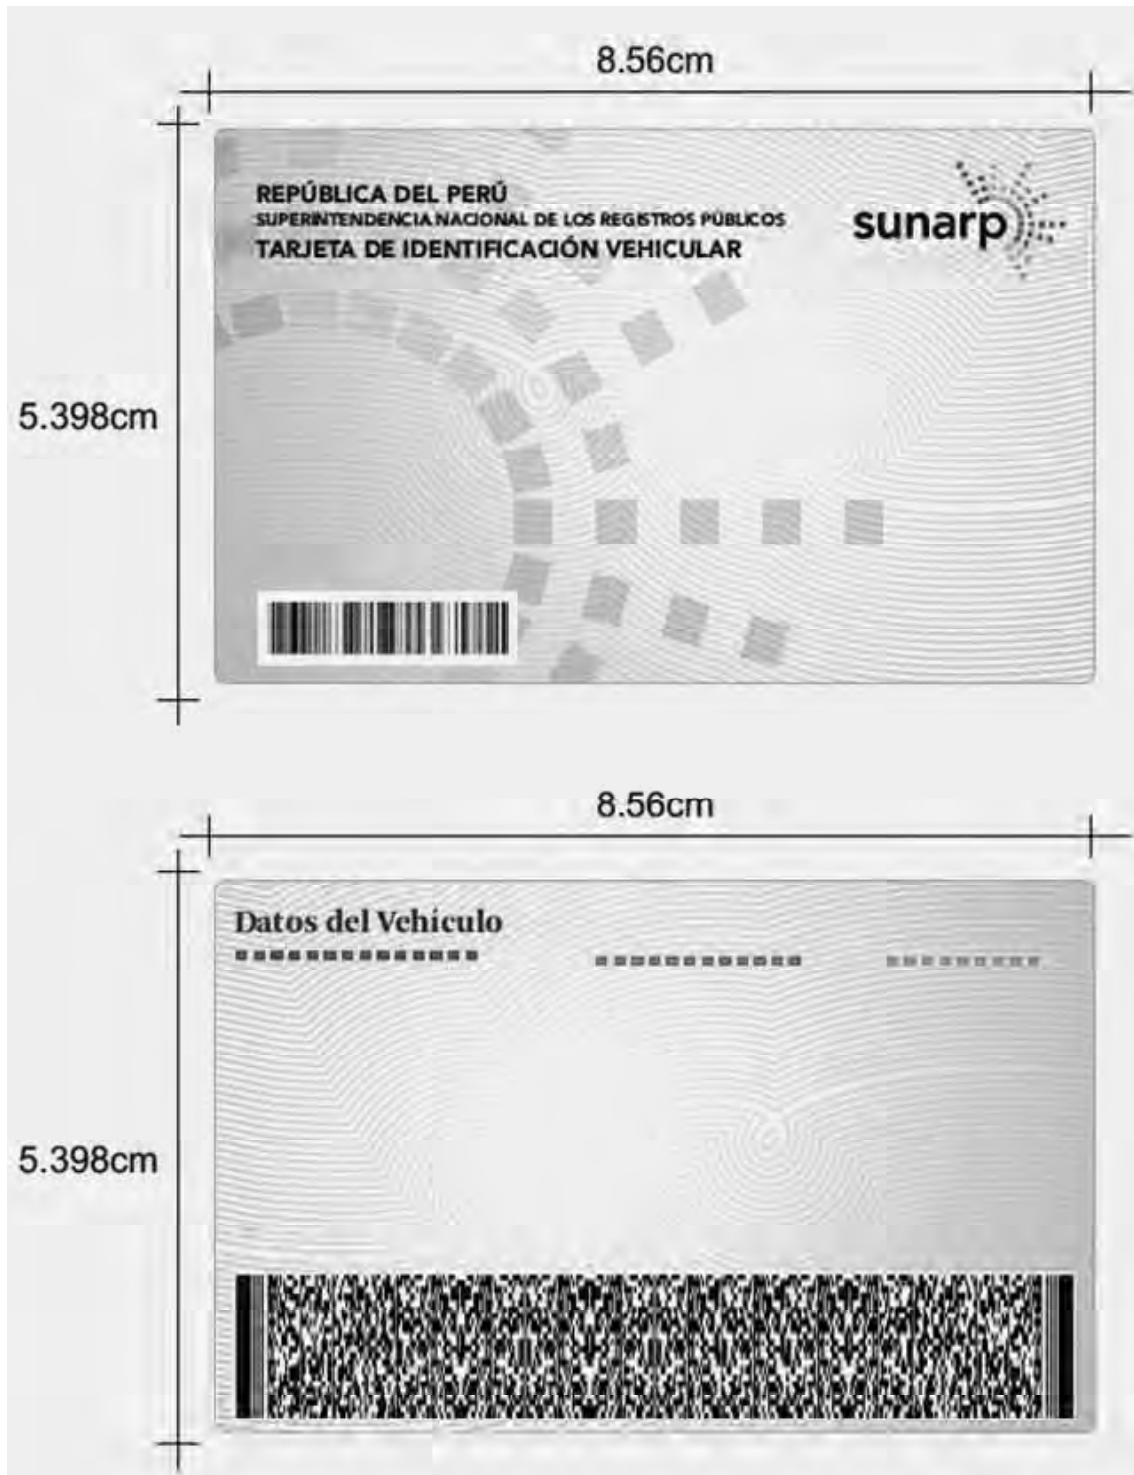 8.56cm
5.398cm
REPÚBLICA DEL PERÚ
SUPERINTENDENCIA NACIONAL DE LOS REGISTROS PÚBLICOS
TARJETA DE IDENTIFICACIÓN VEHICULAR
sunarp
8.56cm
5.398cm
Datos del Vehículo